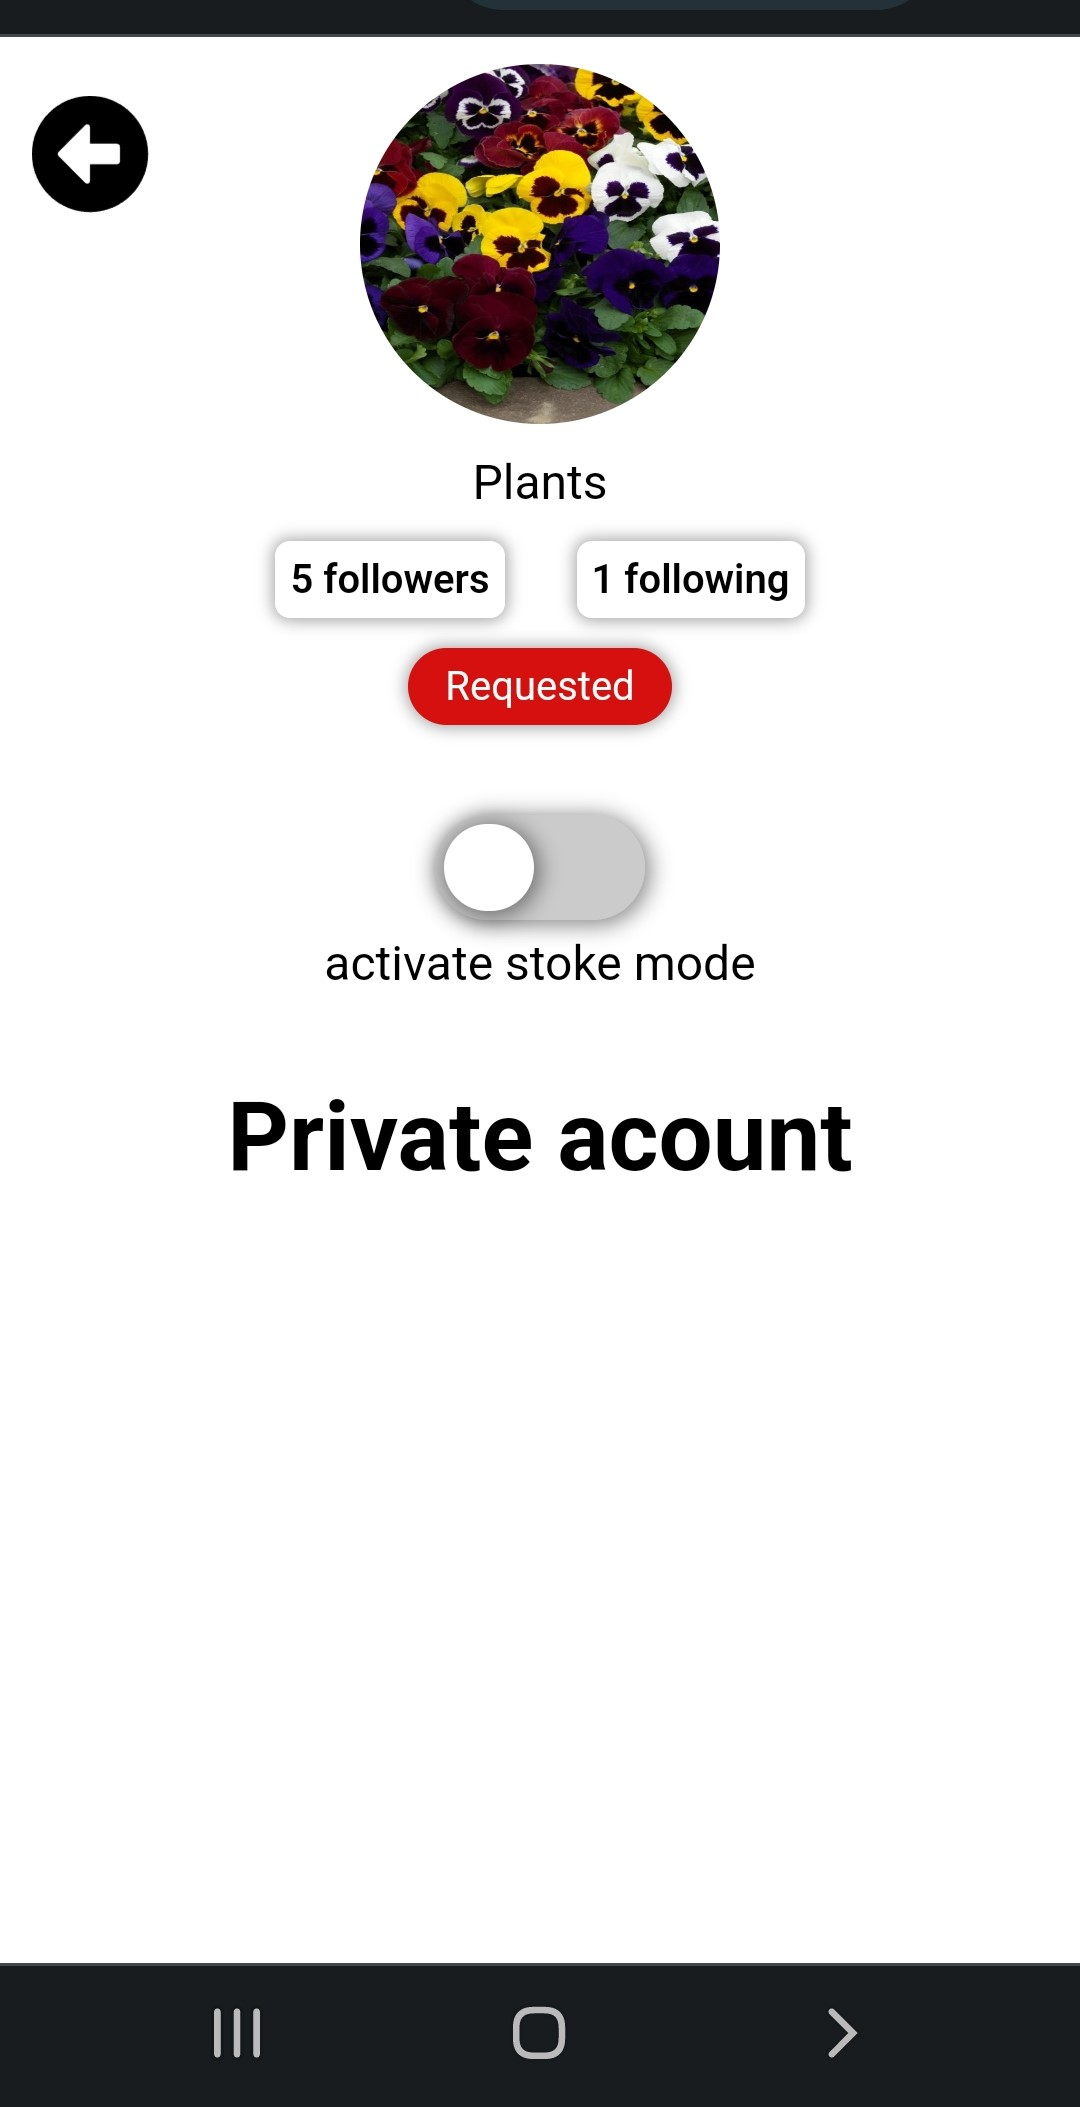 Plants
5 followers
1 following
Requested
activate stoke mode
Private acount